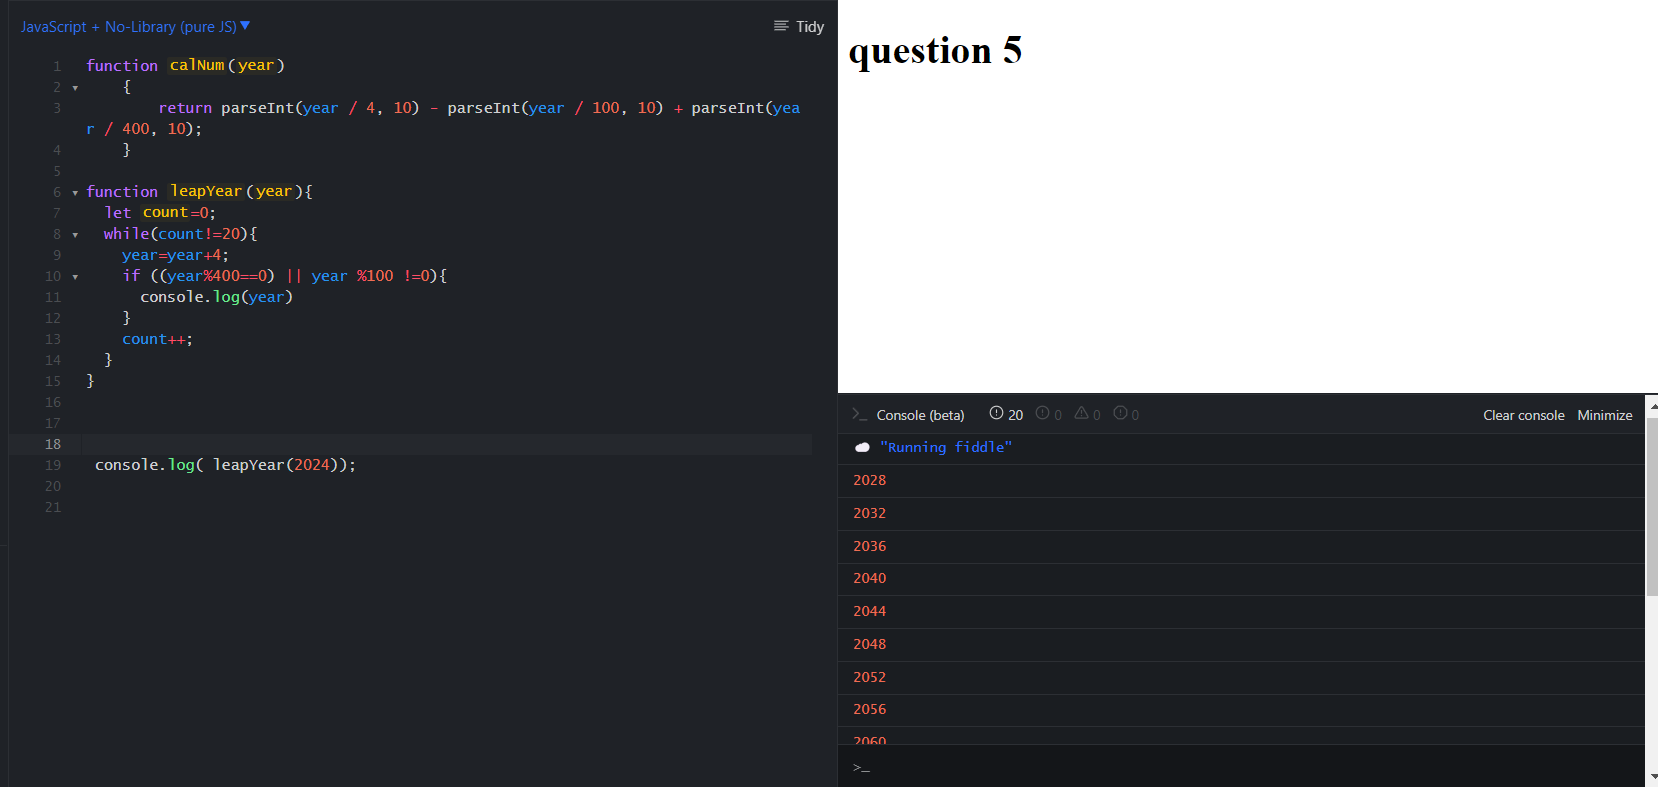 JavaScript + No-Library (pure JS) ▼
Tidy
1 function calNum(year)
2 {
3 return parseInt(year / 4, 10) - parseInt(year / 100, 10) + parseInt(yea
r / 400, 10);
4 }
5
6 function leapYear(year){
7 let count=0;
8 while(count!=20){
9 year=year+4;
10 if ((year%400==0) || year %100 !=0){
11 console.log(year)
12 }
13 count++;
14 }
15 }
16
17
18
19 console.log( leapYear(2024));
20
21
question 5
>_ Console (beta) 20 0 0 0 Clear console Minimize
"Running fiddle"
2028
2032
2036
2040
2044
2048
2052
2056
2060
>_